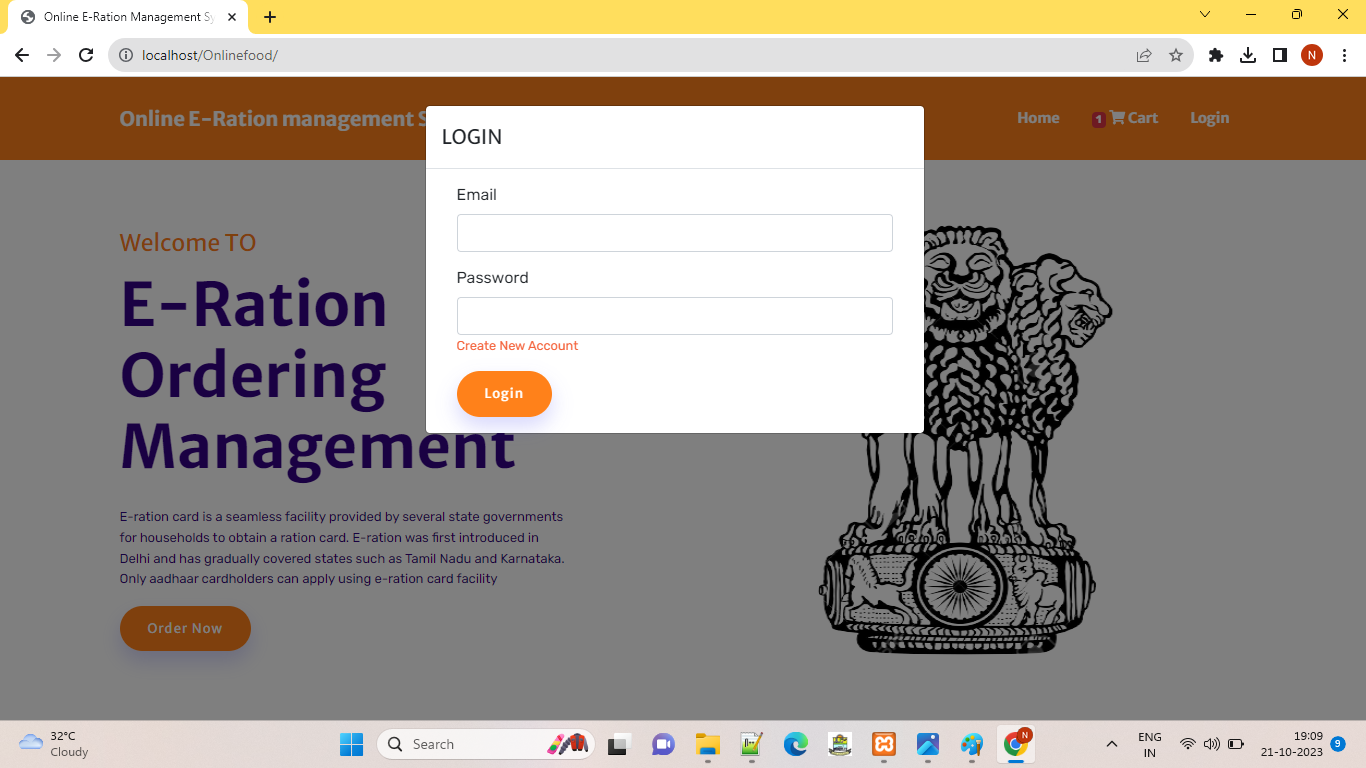 Online E-Ration Management Sy
localhost/Onlinefood/
N
Online E-Ration management S
Home
1 Cart
Login
LOGIN
Email
Password
Create New Account
Login
Welcome TO
E-Ration
Ordering
Management
E-ration card is a seamless facility provided by several state governments
for households to obtain a ration card. E-ration was first introduced in
Delhi and has gradually covered states such as Tamil Nadu and Karnataka.
Only aadhaar cardholders can apply using e-ration card facility
Order Now
32°C
Cloudy
Search
N
ENG
IN
19:09
21-10-2023
9